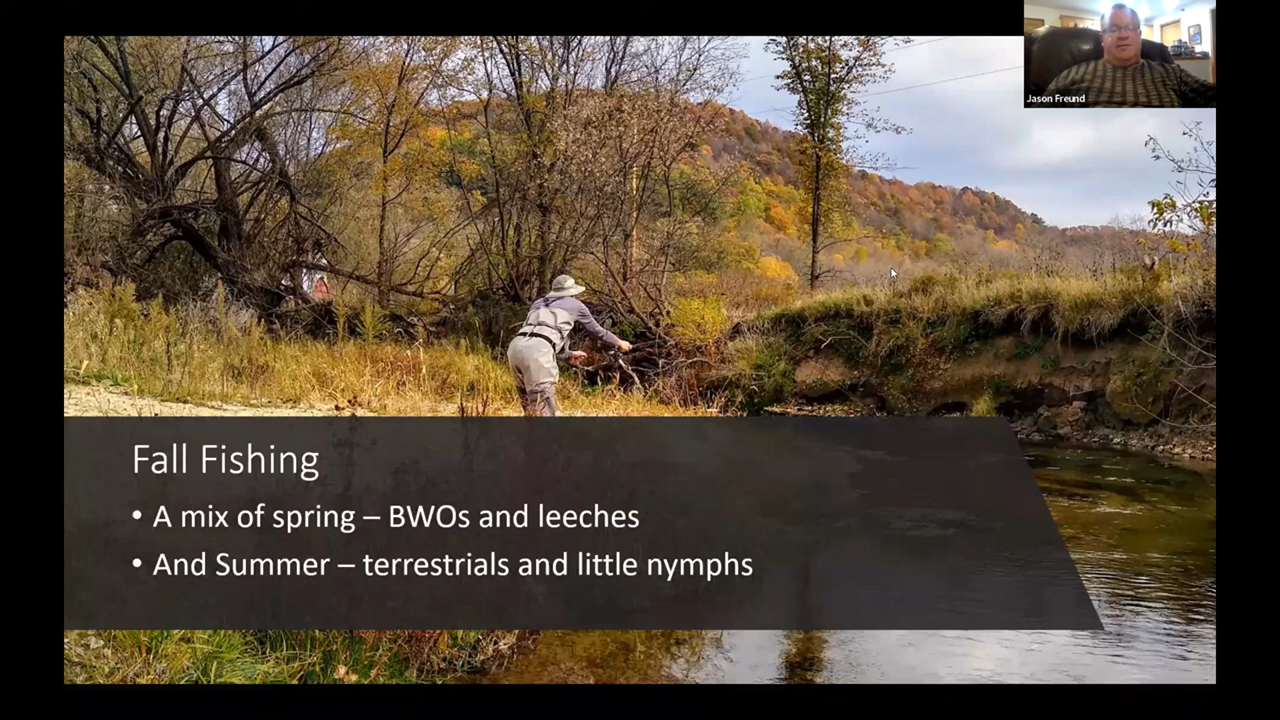 Jason Freund
Fall Fishing
• A mix of spring – BWOs and leeches
• And Summer – terrestrials and little nymphs